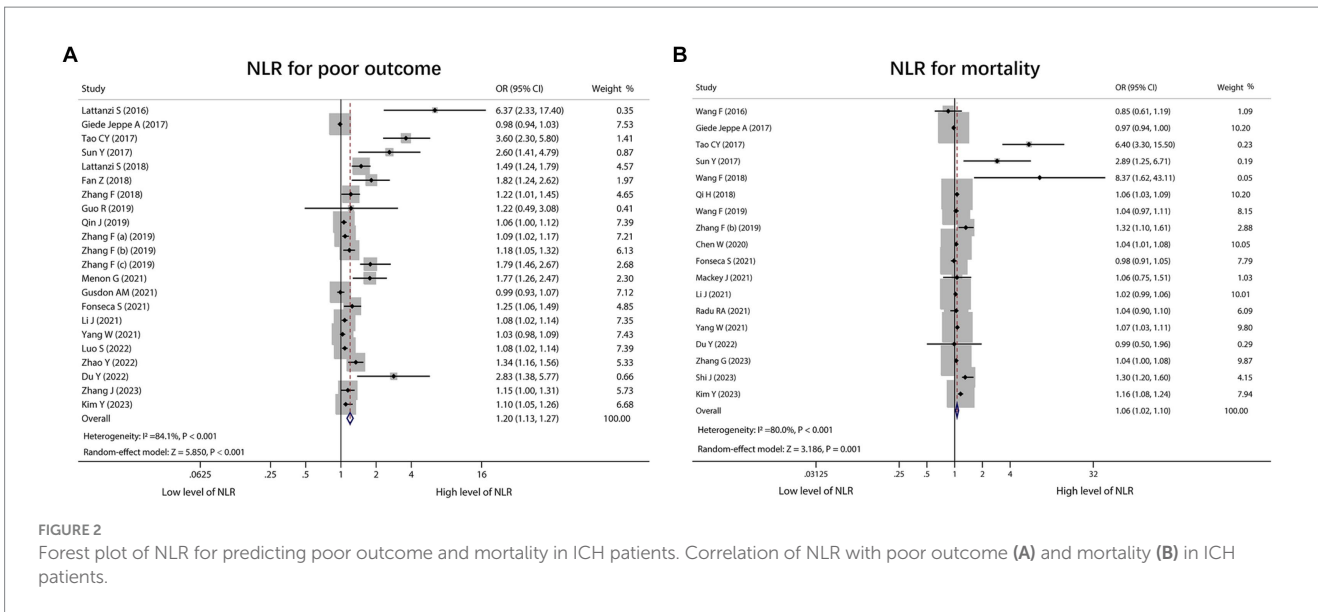 A
NLR for poor outcome
Study OR (95% CI) Weight %
Lattanzi S (2016) 6.37 (2.33, 17.40) 0.35
Giede Jeppe A (2017) 0.98 (0.94, 1.03) 7.53
Tao CY (2017) 3.60 (2.30, 5.80) 1.41
Sun Y (2017) 2.60 (1.41, 4.79) 0.87
Lattanzi S (2018) 1.49 (1.24, 1.79) 4.57
Fan Z (2018) 1.82 (1.24, 2.62) 1.97
Zhang F (2018) 1.22 (1.01, 1.45) 4.65
Guo R (2019) 1.22 (0.49, 3.08) 0.41
Qin J (2019) 1.06 (1.00, 1.12) 7.39
Zhang F (a) (2019) 1.09 (1.02, 1.17) 7.21
Zhang F (b) (2019) 1.18 (1.05, 1.32) 6.13
Zhang F (c) (2019) 1.79 (1.46, 2.67) 2.68
Menon G (2021) 1.77 (1.26, 2.47) 2.30
Gusdon AM (2021) 0.99 (0.93, 1.07) 7.12
Fonseca S (2021) 1.25 (1.06, 1.49) 4.85
Li J (2021) 1.08 (1.02, 1.14) 7.35
Yang W (2021) 1.03 (0.98, 1.09) 7.43
Luo S (2022) 1.08 (1.02, 1.14) 7.39
Zhao Y (2022) 1.34 (1.16, 1.56) 5.33
Du Y (2022) 2.83 (1.38, 5.77) 0.66
Zhang J (2023) 1.15 (1.00, 1.31) 5.73
Kim Y (2023) 1.10 (1.05, 1.26) 6.68
Overall 1.20 (1.13, 1.27) 100.00
Heterogeneity: I² =84.1%, P < 0.001
Random-effect model: Z = 5.850, P < 0.001
.0625 .25 .5 1 2 4 16
Low level of NLR High level of NLR
B
NLR for mortality
Study OR (95% CI) Weight %
Wang F (2016) 0.85 (0.61, 1.19) 1.09
Giede Jeppe A (2017) 0.97 (0.94, 1.00) 10.20
Tao CY (2017) 6.40 (3.30, 15.50) 0.23
Sun Y (2017) 2.89 (1.25, 6.71) 0.19
Wang F (2018) 8.37 (1.62, 43.11) 0.05
Qi H (2018) 1.06 (1.03, 1.09) 10.20
Wang F (2019) 1.04 (0.97, 1.11) 8.15
Zhang F (b) (2019) 1.32 (1.10, 1.61) 2.88
Chen W (2020) 1.04 (1.01, 1.08) 10.05
Fonseca S (2021) 0.98 (0.91, 1.05) 7.79
Mackey J (2021) 1.06 (0.75, 1.51) 1.03
Li J (2021) 1.02 (0.99, 1.06) 10.01
Radu RA (2021) 1.04 (0.90, 1.10) 6.09
Yang W (2021) 1.07 (1.03, 1.11) 9.80
Du Y (2022) 0.99 (0.50, 1.96) 0.29
Zhang G (2023) 1.04 (1.00, 1.08) 9.87
Shi J (2023) 1.30 (1.20, 1.60) 4.15
Kim Y (2023) 1.16 (1.08, 1.24) 7.94
Overall 1.06 (1.02, 1.10) 100.00
Heterogeneity: I² =80.0%, P < 0.001
Random-effect model: Z = 3.186, P = 0.001
.03125 .25 .5 1 2 4 32
Low level of NLR High level of NLR
FIGURE 2
Forest plot of NLR for predicting poor outcome and mortality in ICH patients. Correlation of NLR with poor outcome (A) and mortality (B) in ICH
patients.